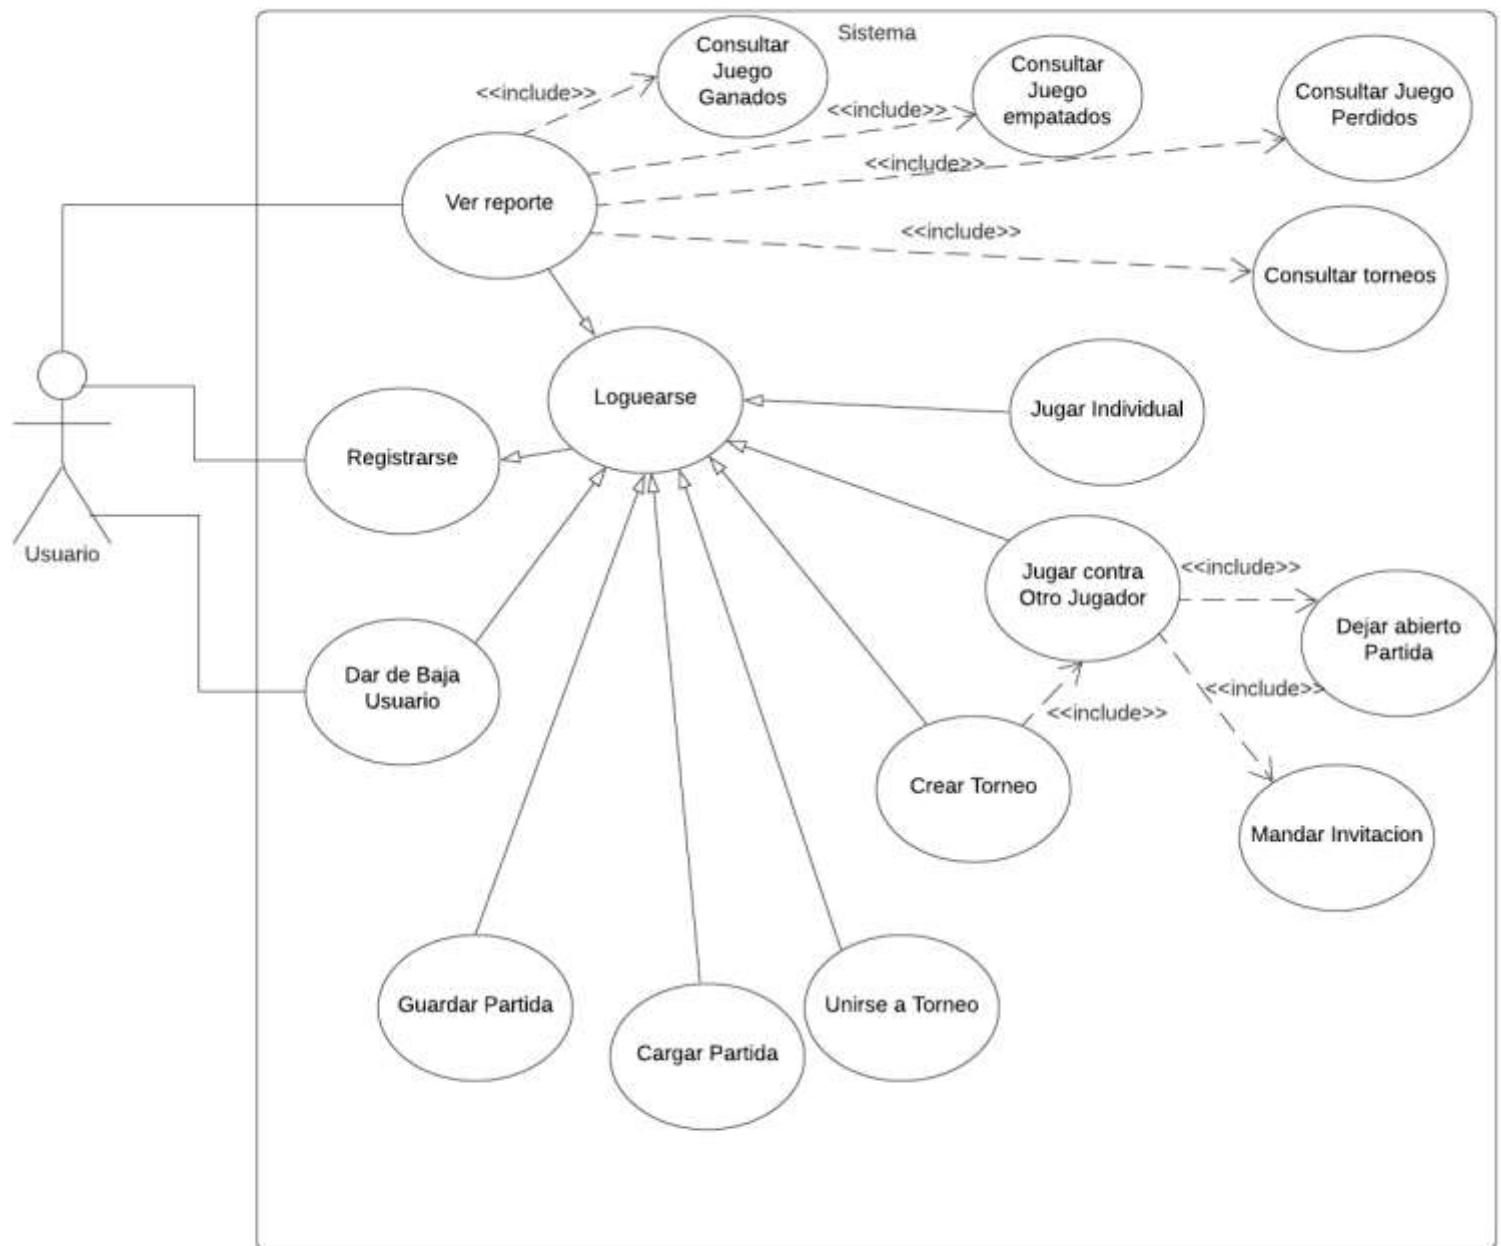 Sistema
Consultar
Juego
Ganados
Consultar
Juego
empatados
Consultar Juego
Perdidos
<<include>>
<<include>>
<<include>>
<<include>>
Ver reporte
Consultar torneos
Loguearse
Jugar Individual
Registrarse
Usuario
Jugar contra
Otro Jugador
<<include>>
Dejar abierto
Partida
<<include>>
<<include>>
Dar de Baja
Usuario
Crear Torneo
Mandar Invitacion
Guardar Partida
Cargar Partida
Unirse a Torneo